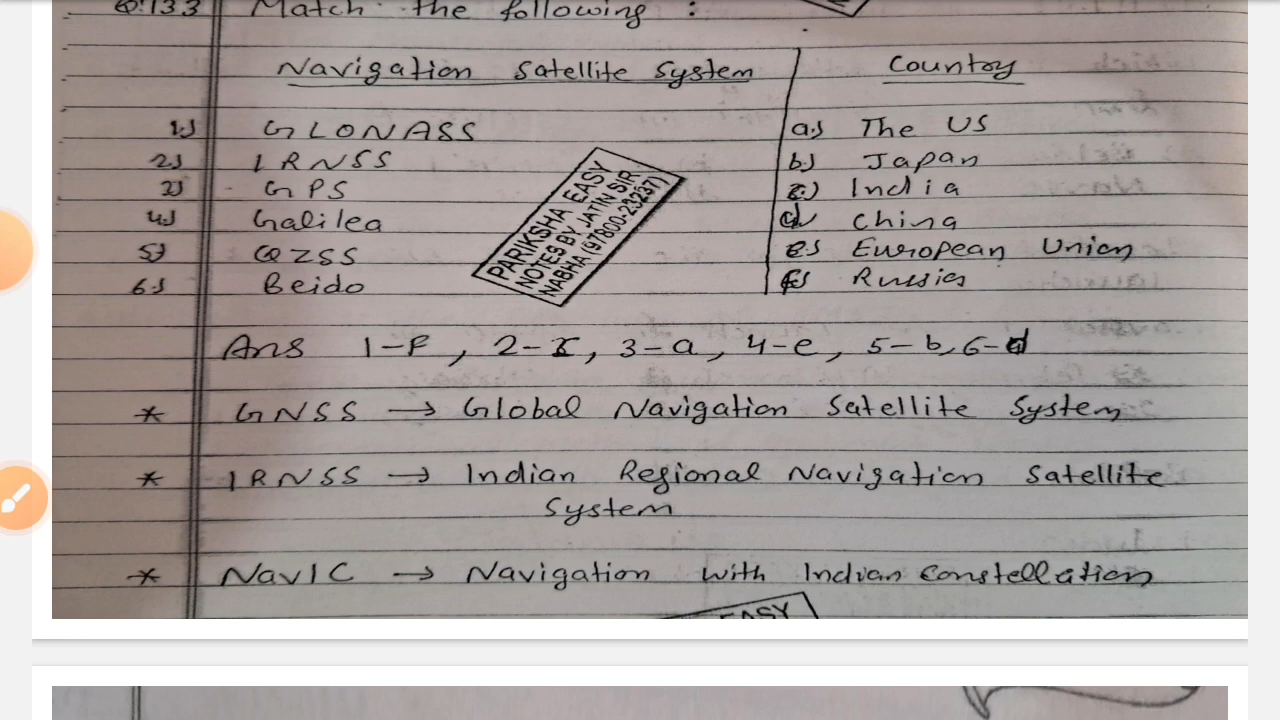 Q.133 Match the following :
Navigation Satellite System Country
1.) GLONASS a.) The US
2.) IRNSS b.) Japan
3.) GPS c.) India
4.) Galilea d.) China
5.) QZSS e.) European Union
6.) Beido f.) Russia
PARIKSHA EASY
NOTES BY JATIN SIR
NABHA (97800-23237)
Ans 1-f, 2-c, 3-a, 4-e, 5-b, 6-d
* GNSS → Global Navigation Satellite System
* IRNSS → Indian Regional Navigation Satellite
System
* NavIC → Navigation with Indian Constellation
EASY